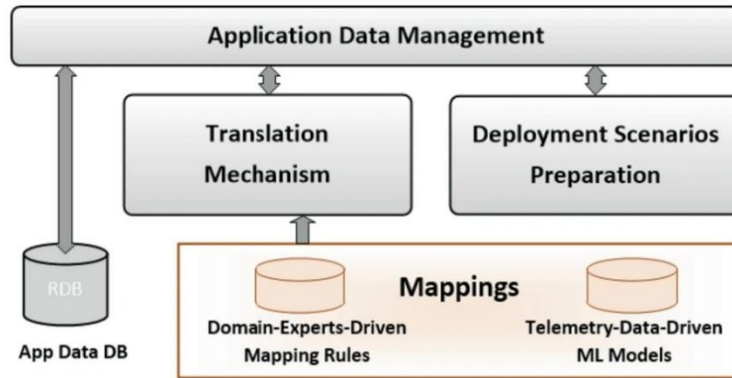 Application Data Management
Translation
Mechanism
Deployment Scenarios
Preparation
RDB
App Data DB
Mappings
Domain-Experts-Driven
Mapping Rules
Telemetry-Data-Driven
ML Models